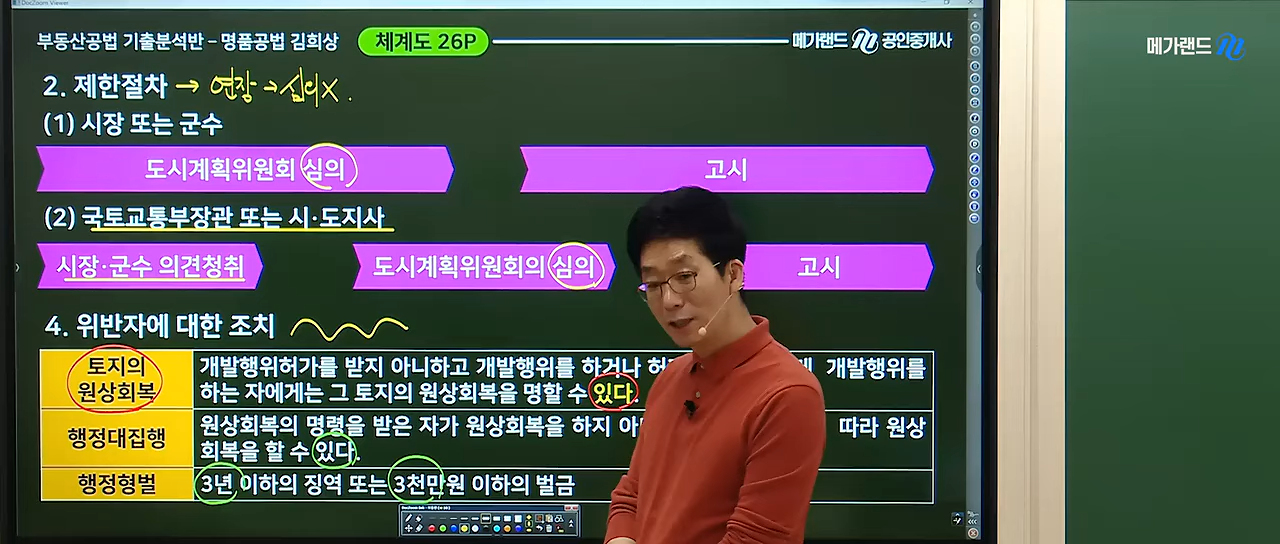 DocZoom Viewer
부동산공법 기출분석반 – 명품공법 김희상 체계도 26P 메가랜드 공인중개사
메가랜드
2. 제한절차 → 연장 → 심의X.
(1) 시장 또는 군수
도시계획위원회 심의 고시
(2) 국토교통부장관 또는 시·도지사
시장·군수 의견청취 도시계획위원회의 심의 고시
4. 위반자에 대한 조치
토지의 원상회복
개발행위허가를 받지 아니하고 개발행위를 하거나 개발행위를
하는 자에게는 그 토지의 원상회복을 명할 수 있다.
행정대집행
원상회복의 명령을 받은 자가 원상회복을 하지 따라 원상
회복을 할 수 있다.
행정형벌 3년 이하의 징역 또는 3천만원 이하의 벌금